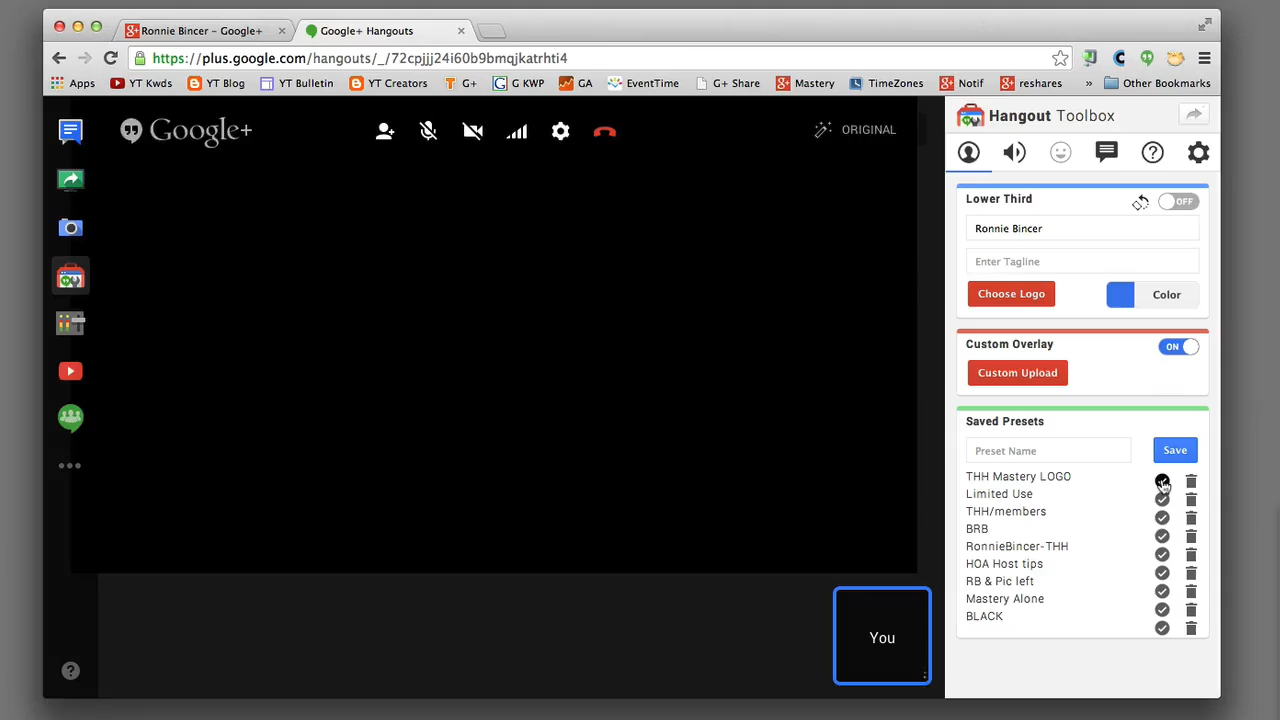 Ronnie Bincer – Google+
Google+ Hangouts
https://plus.google.com/hangouts/_/72cpjjj24i60b9bmqjkatrhti4
Apps YT Kwds YT Blog YT Bulletin YT Creators G+ G KWP GA EventTime G+ Share Mastery TimeZones Notif reshares » Other Bookmarks
Google+
ORIGINAL
Hangout Toolbox
Lower Third
OFF
Ronnie Bincer
Enter Tagline
Choose Logo
Color
Custom Overlay
ON
Custom Upload
Saved Presets
Preset Name
Save
THH Mastery LOGO
Limited Use
THH/members
BRB
RonnieBincer-THH
HOA Host tips
RB & Pic left
Mastery Alone
BLACK
You